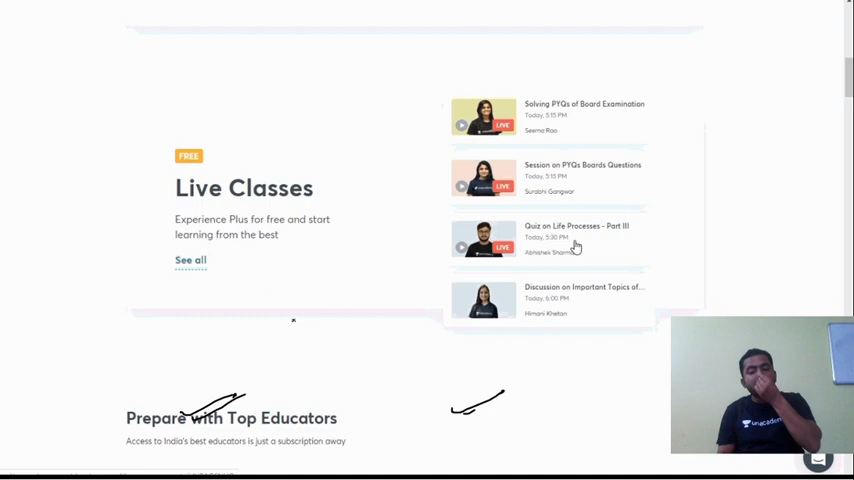 Solving PYQs of Board Examination
Today, 5:15 PM
LIVE
Seema Rao
FREE
Live Classes
Experience Plus for free and start
learning from the best
See all
Session on PYQs Boards Questions
Today, 5:15 PM
LIVE
Surabhi Gangwar
Quiz on Life Processes - Part III
Today, 5:30 PM
LIVE
Abhishek Sharma
Discussion on Important Topics of...
Today, 6:00 PM
Himani Khetan
Prepare with Top Educators
Access to India's best educators is just a subscription away
unacademy